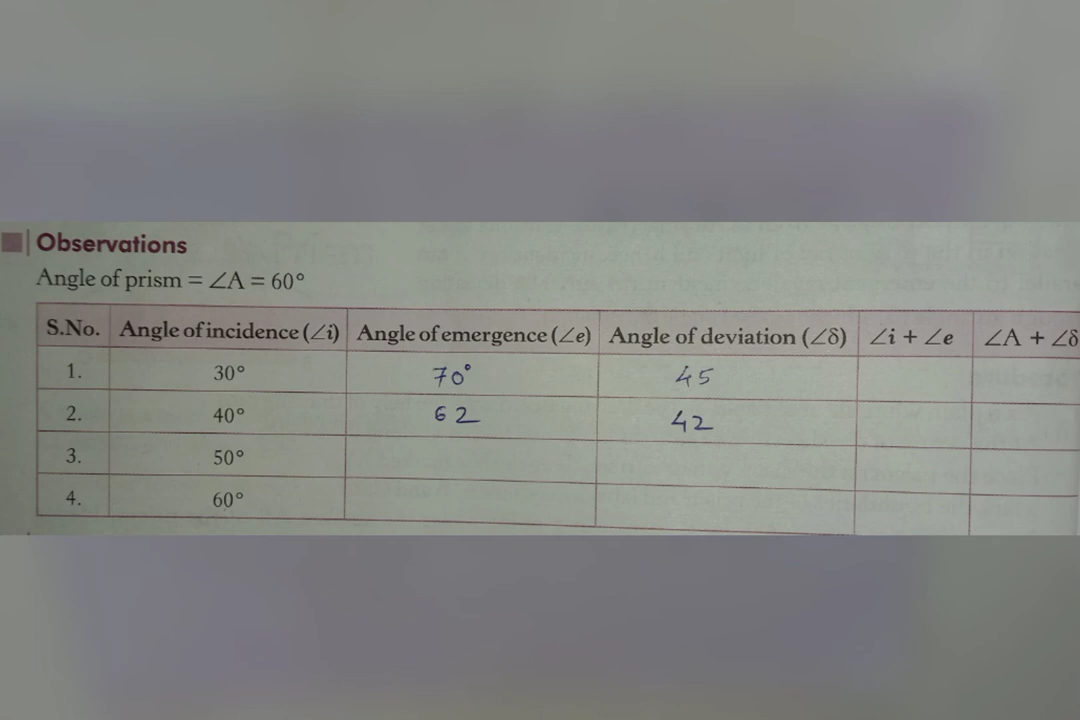 Observations
Angle of prism = ∠A = 60°
S.No. Angle of incidence (∠i) Angle of emergence (∠e) Angle of deviation (∠δ) ∠i + ∠e ∠A + ∠δ
1. 30° 70° 45
2. 40° 62 42
3. 50°
4. 60°